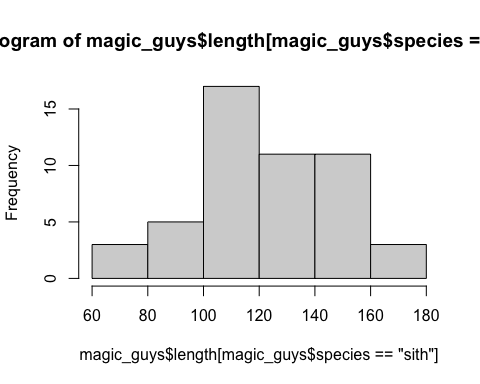 ogram of magic_guys$length[magic_guys$species =
Frequency
15
10
5
0
60 80 100 120 140 160 180
magic_guys$length[magic_guys$species == "sith"]